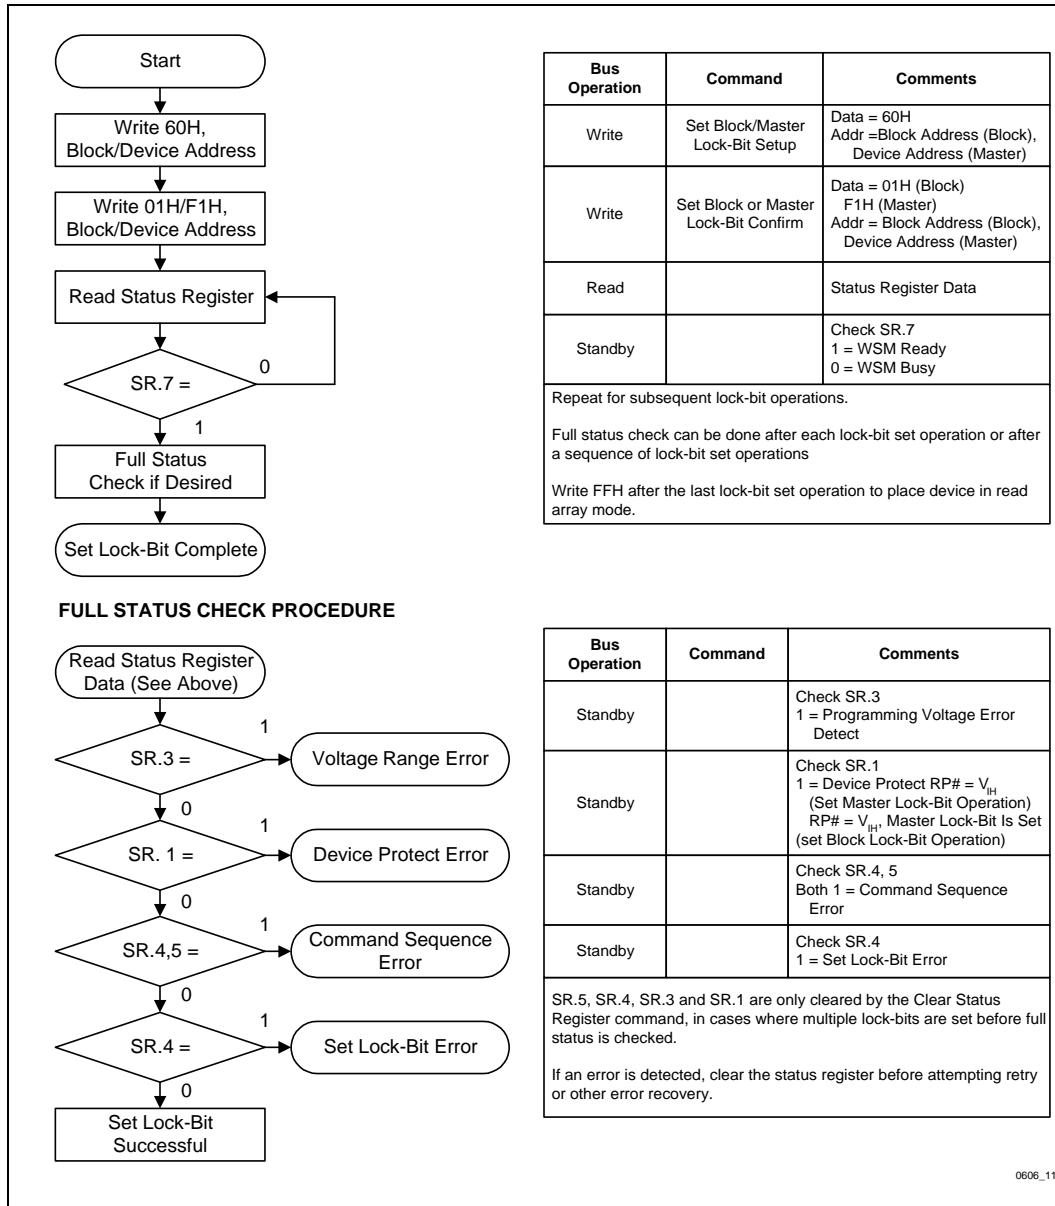 Start
Write 60H,
Block/Device Address
Write 01H/F1H,
Block/Device Address
Read Status Register
SR.7 =
0
1
Full Status
Check if Desired
Set Lock-Bit Complete
Bus
Operation
Command
Comments
Write
Set Block/Master
Lock-Bit Setup
Data = 60H
Addr =Block Address (Block),
Device Address (Master)
Write
Set Block or Master
Lock-Bit Confirm
Data = 01H (Block)
F1H (Master)
Addr = Block Address (Block),
Device Address (Master)
Read
Status Register Data
Standby
Check SR.7
1 = WSM Ready
0 = WSM Busy
Repeat for subsequent lock-bit operations.
Full status check can be done after each lock-bit set operation or after
a sequence of lock-bit set operations
Write FFH after the last lock-bit set operation to place device in read
array mode.
FULL STATUS CHECK PROCEDURE
Read Status Register
Data (See Above)
SR.3 =
1
Voltage Range Error
0
SR. 1 =
1
Device Protect Error
0
SR.4,5 =
1
Command Sequence
Error
0
SR.4 =
1
Set Lock-Bit Error
0
Set Lock-Bit
Successful
Bus
Operation
Command
Comments
Standby
Check SR.3
1 = Programming Voltage Error
Detect
Standby
Check SR.1
1 = Device Protect RP# = VIH
(Set Master Lock-Bit Operation)
RP# = VIH, Master Lock-Bit Is Set
(set Block Lock-Bit Operation)
Standby
Check SR.4, 5
Both 1 = Command Sequence
Error
Standby
Check SR.4
1 = Set Lock-Bit Error
SR.5, SR.4, SR.3 and SR.1 are only cleared by the Clear Status
Register command, in cases where multiple lock-bits are set before full
status is checked.
If an error is detected, clear the status register before attempting retry
or other error recovery.
0606_11